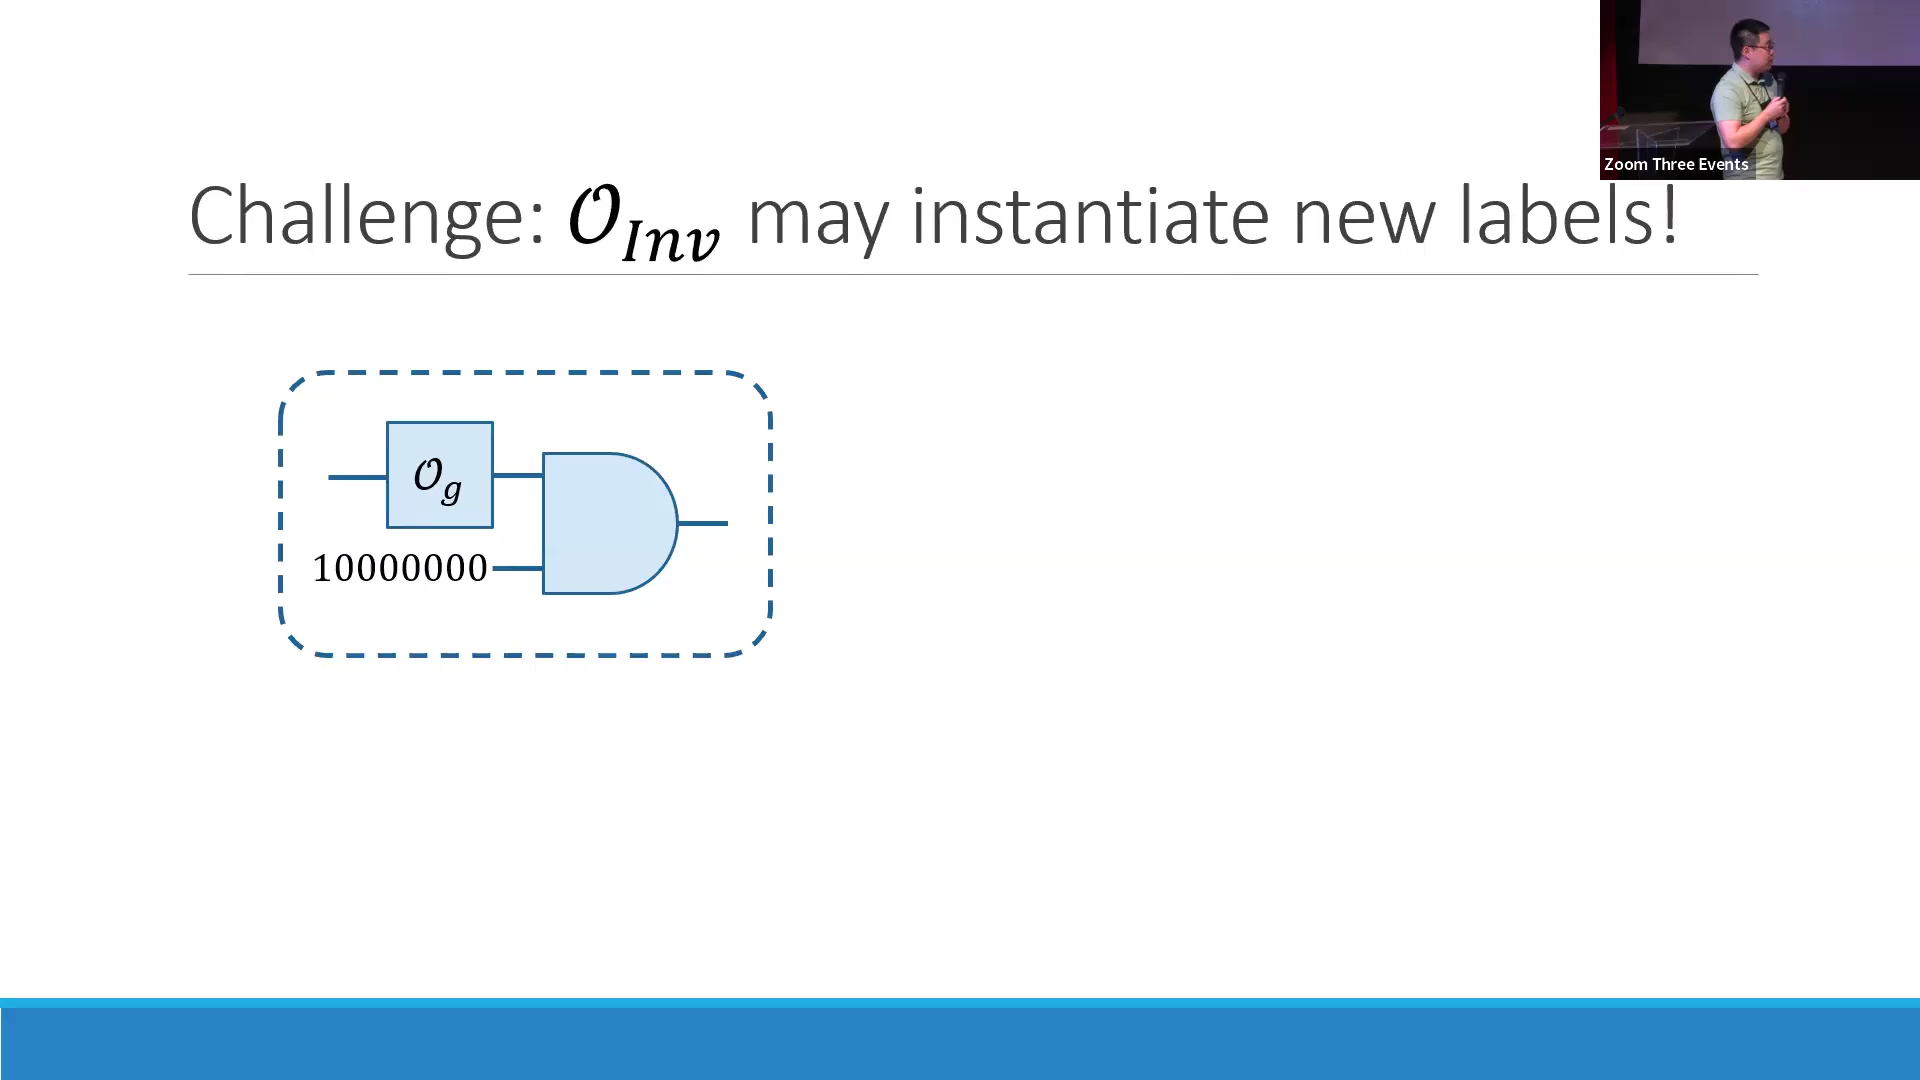 Zoom Three Events
Challenge: 𝒪_Inv may instantiate new labels!
𝒪_g
10000000